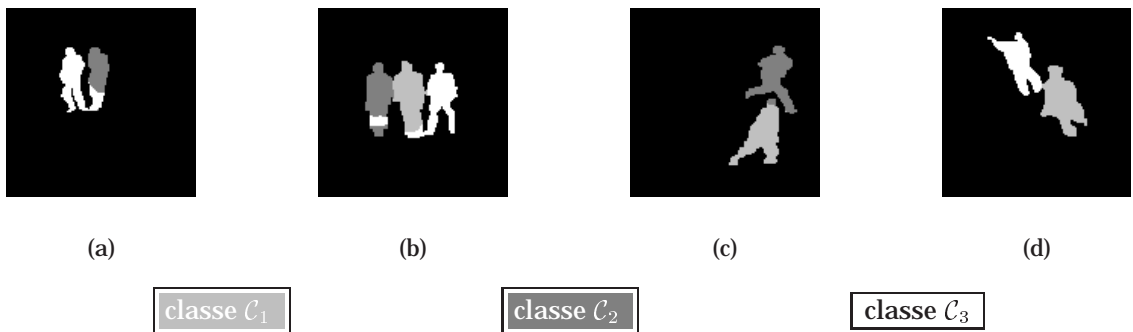 (a) (b) (c) (d)
classe C₁ classe C₂ classe C₃